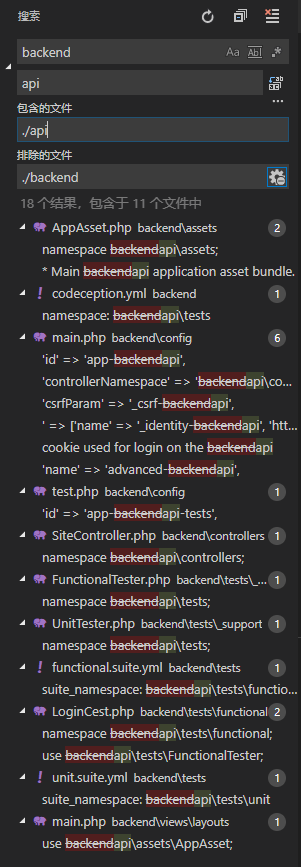 搜索
backend
Aa Abl .*
api
包含的文件
./api
排除的文件
./backend
18 个结果，包含于 11 个文件中
AppAsset.php backend\assets 2
namespace backendapi\assets;
* Main backendapi application asset bundle.
codeception.yml backend 1
namespace: backendapi\tests
main.php backend\config 6
'id' => 'app-backendapi',
'controllerNamespace' => 'backendapi\co...
'csrfParam' => '_csrf-backendapi',
' => ['name' => '_identity-backendapi', 'htt...
cookie used for login on the backendapi
'name' => 'advanced-backendapi',
test.php backend\config 1
'id' => 'app-backendapi-tests',
SiteController.php backend\controllers 1
namespace backendapi\controllers;
FunctionalTester.php backend\tests\_... 1
namespace backendapi\tests;
UnitTester.php backend\tests\_support 1
namespace backendapi\tests;
functional.suite.yml backend\tests 1
suite_namespace: backendapi\tests\functio...
LoginCest.php backend\tests\functional 2
namespace backendapi\tests\functional;
use backendapi\tests\FunctionalTester;
unit.suite.yml backend\tests 1
suite_namespace: backendapi\tests\unit
main.php backend\views\layouts 1
use backendapi\assets\AppAsset;